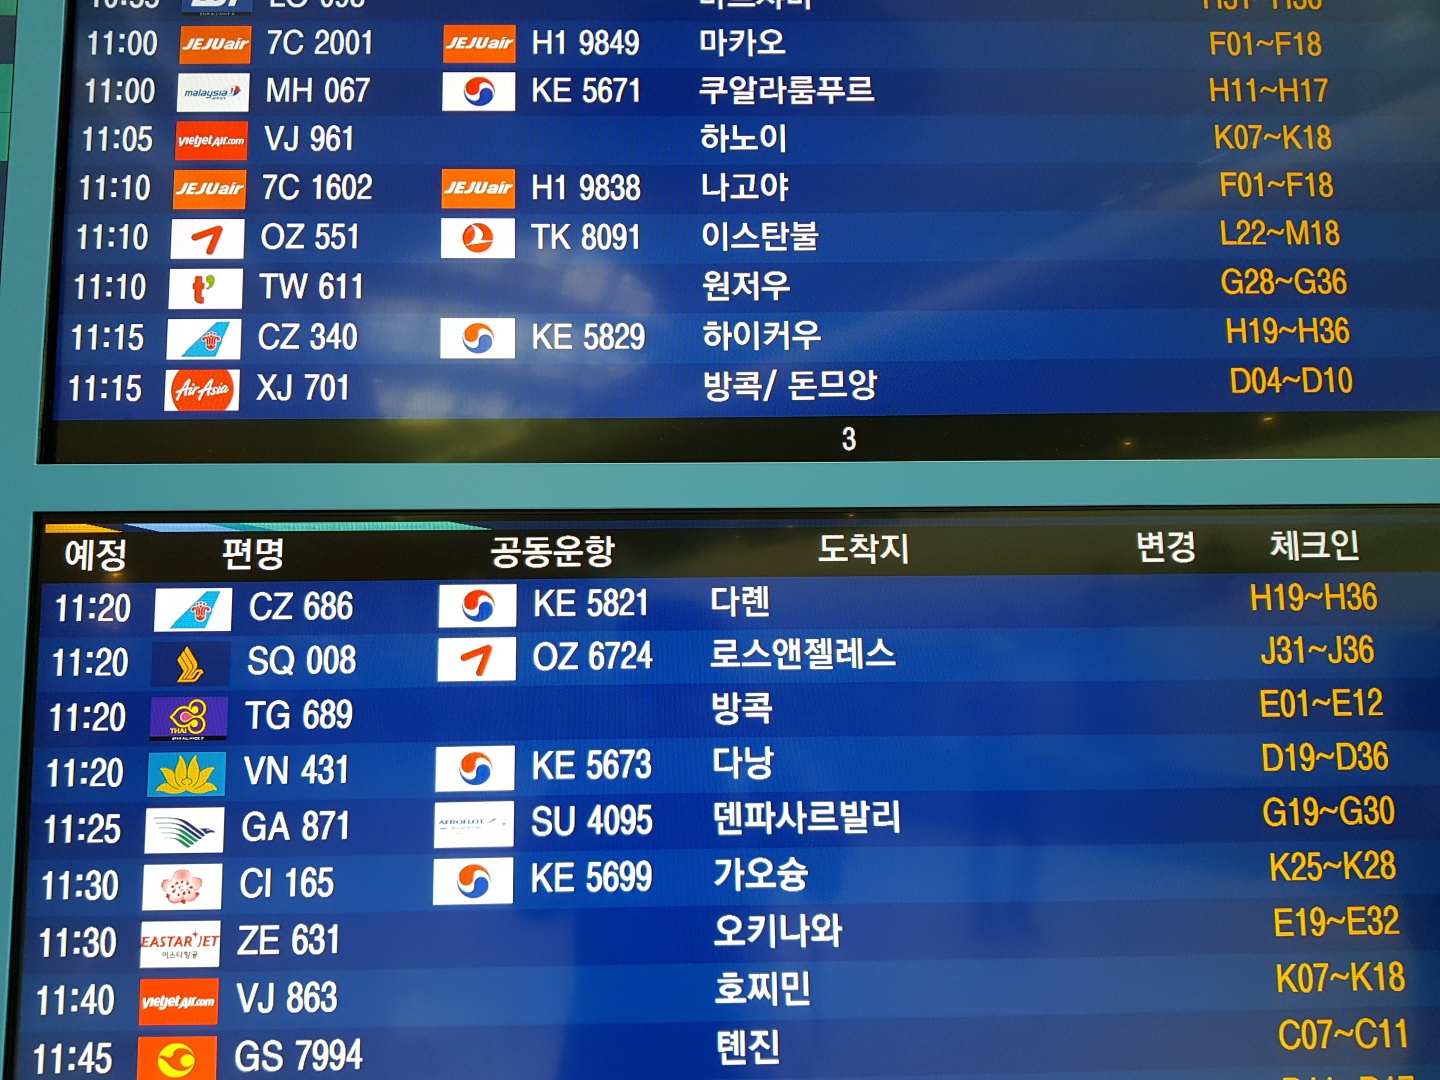 11:00 JEJUair 7C 2001 JEJUair H1 9849 마카오 F01~F18
11:00 malaysia airlines MH 067 KE 5671 쿠알라룸푸르 H11~H17
11:05 vietjetAir.com VJ 961 하노이 K07~K18
11:10 JEJUair 7C 1602 JEJUair H1 9838 나고야 F01~F18
11:10 OZ 551 TK 8091 이스탄불 L22~M18
11:10 t' TW 611 원저우 G28~G36
11:15 CZ 340 KE 5829 하이커우 H19~H36
11:15 AirAsia XJ 701 방콕/ 돈므앙 D04~D10
3
예정 편명 공동운항 도착지 변경 체크인
11:20 CZ 686 KE 5821 다롄 H19~H36
11:20 SQ 008 OZ 6724 로스앤젤레스 J31~J36
11:20 THAI TG 689 방콕 E01~E12
11:20 VN 431 KE 5673 다낭 D19~D36
11:25 GA 871 AEROFLOT SU 4095 덴파사르발리 G19~G30
11:30 CI 165 KE 5699 가오슝 K25~K28
11:30 EASTAR JET 이스타항공 ZE 631 오키나와 E19~E32
11:40 vietjetAir.com VJ 863 호찌민 K07~K18
11:45 GS 7994 톈진 C07~C11